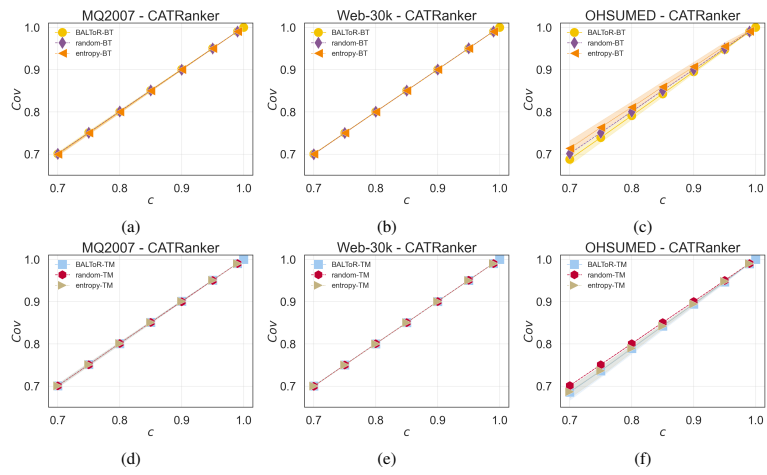 MQ2007 - CATRanker
1.0
0.9
0.8
0.7
Cov
BALToR-BT
random-BT
entropy-BT
0.7 0.8 0.9 1.0
c
(a)
Web-30k - CATRanker
1.0
0.9
0.8
0.7
Cov
BALToR-BT
random-BT
entropy-BT
0.7 0.8 0.9 1.0
c
(b)
OHSUMED - CATRanker
1.0
0.9
0.8
0.7
Cov
BALToR-BT
random-BT
entropy-BT
0.7 0.8 0.9 1.0
c
(c)
MQ2007 - CATRanker
1.0
0.9
0.8
0.7
Cov
BALToR-TM
random-TM
entropy-TM
0.7 0.8 0.9 1.0
c
(d)
Web-30k - CATRanker
1.0
0.9
0.8
0.7
Cov
BALToR-TM
random-TM
entropy-TM
0.7 0.8 0.9 1.0
c
(e)
OHSUMED - CATRanker
1.0
0.9
0.8
0.7
Cov
BALToR-TM
random-TM
entropy-TM
0.7 0.8 0.9 1.0
c
(f)